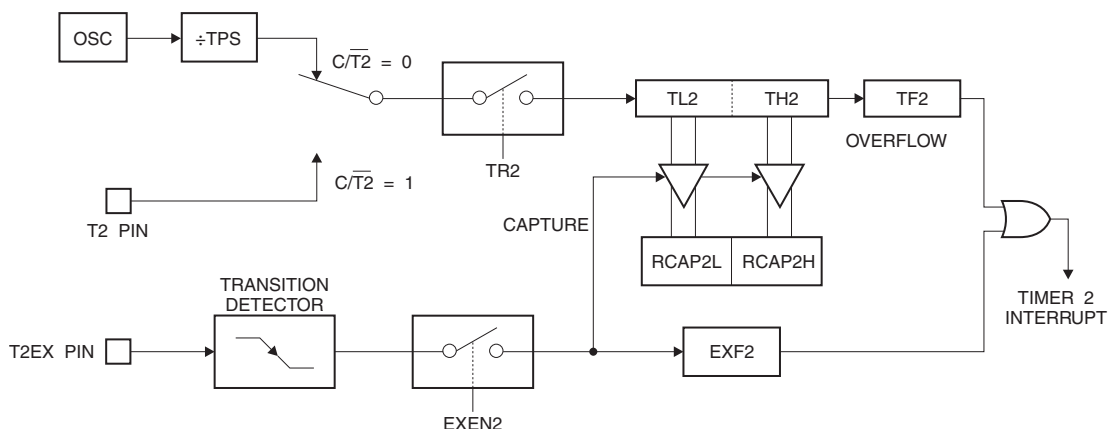 OSC
÷TPS
C/T2̅ = 0
TL2
TH2
TF2
OVERFLOW
TR2
C/T2̅ = 1
T2 PIN
CAPTURE
RCAP2L
RCAP2H
TRANSITION
DETECTOR
TIMER 2
INTERRUPT
T2EX PIN
EXF2
EXEN2